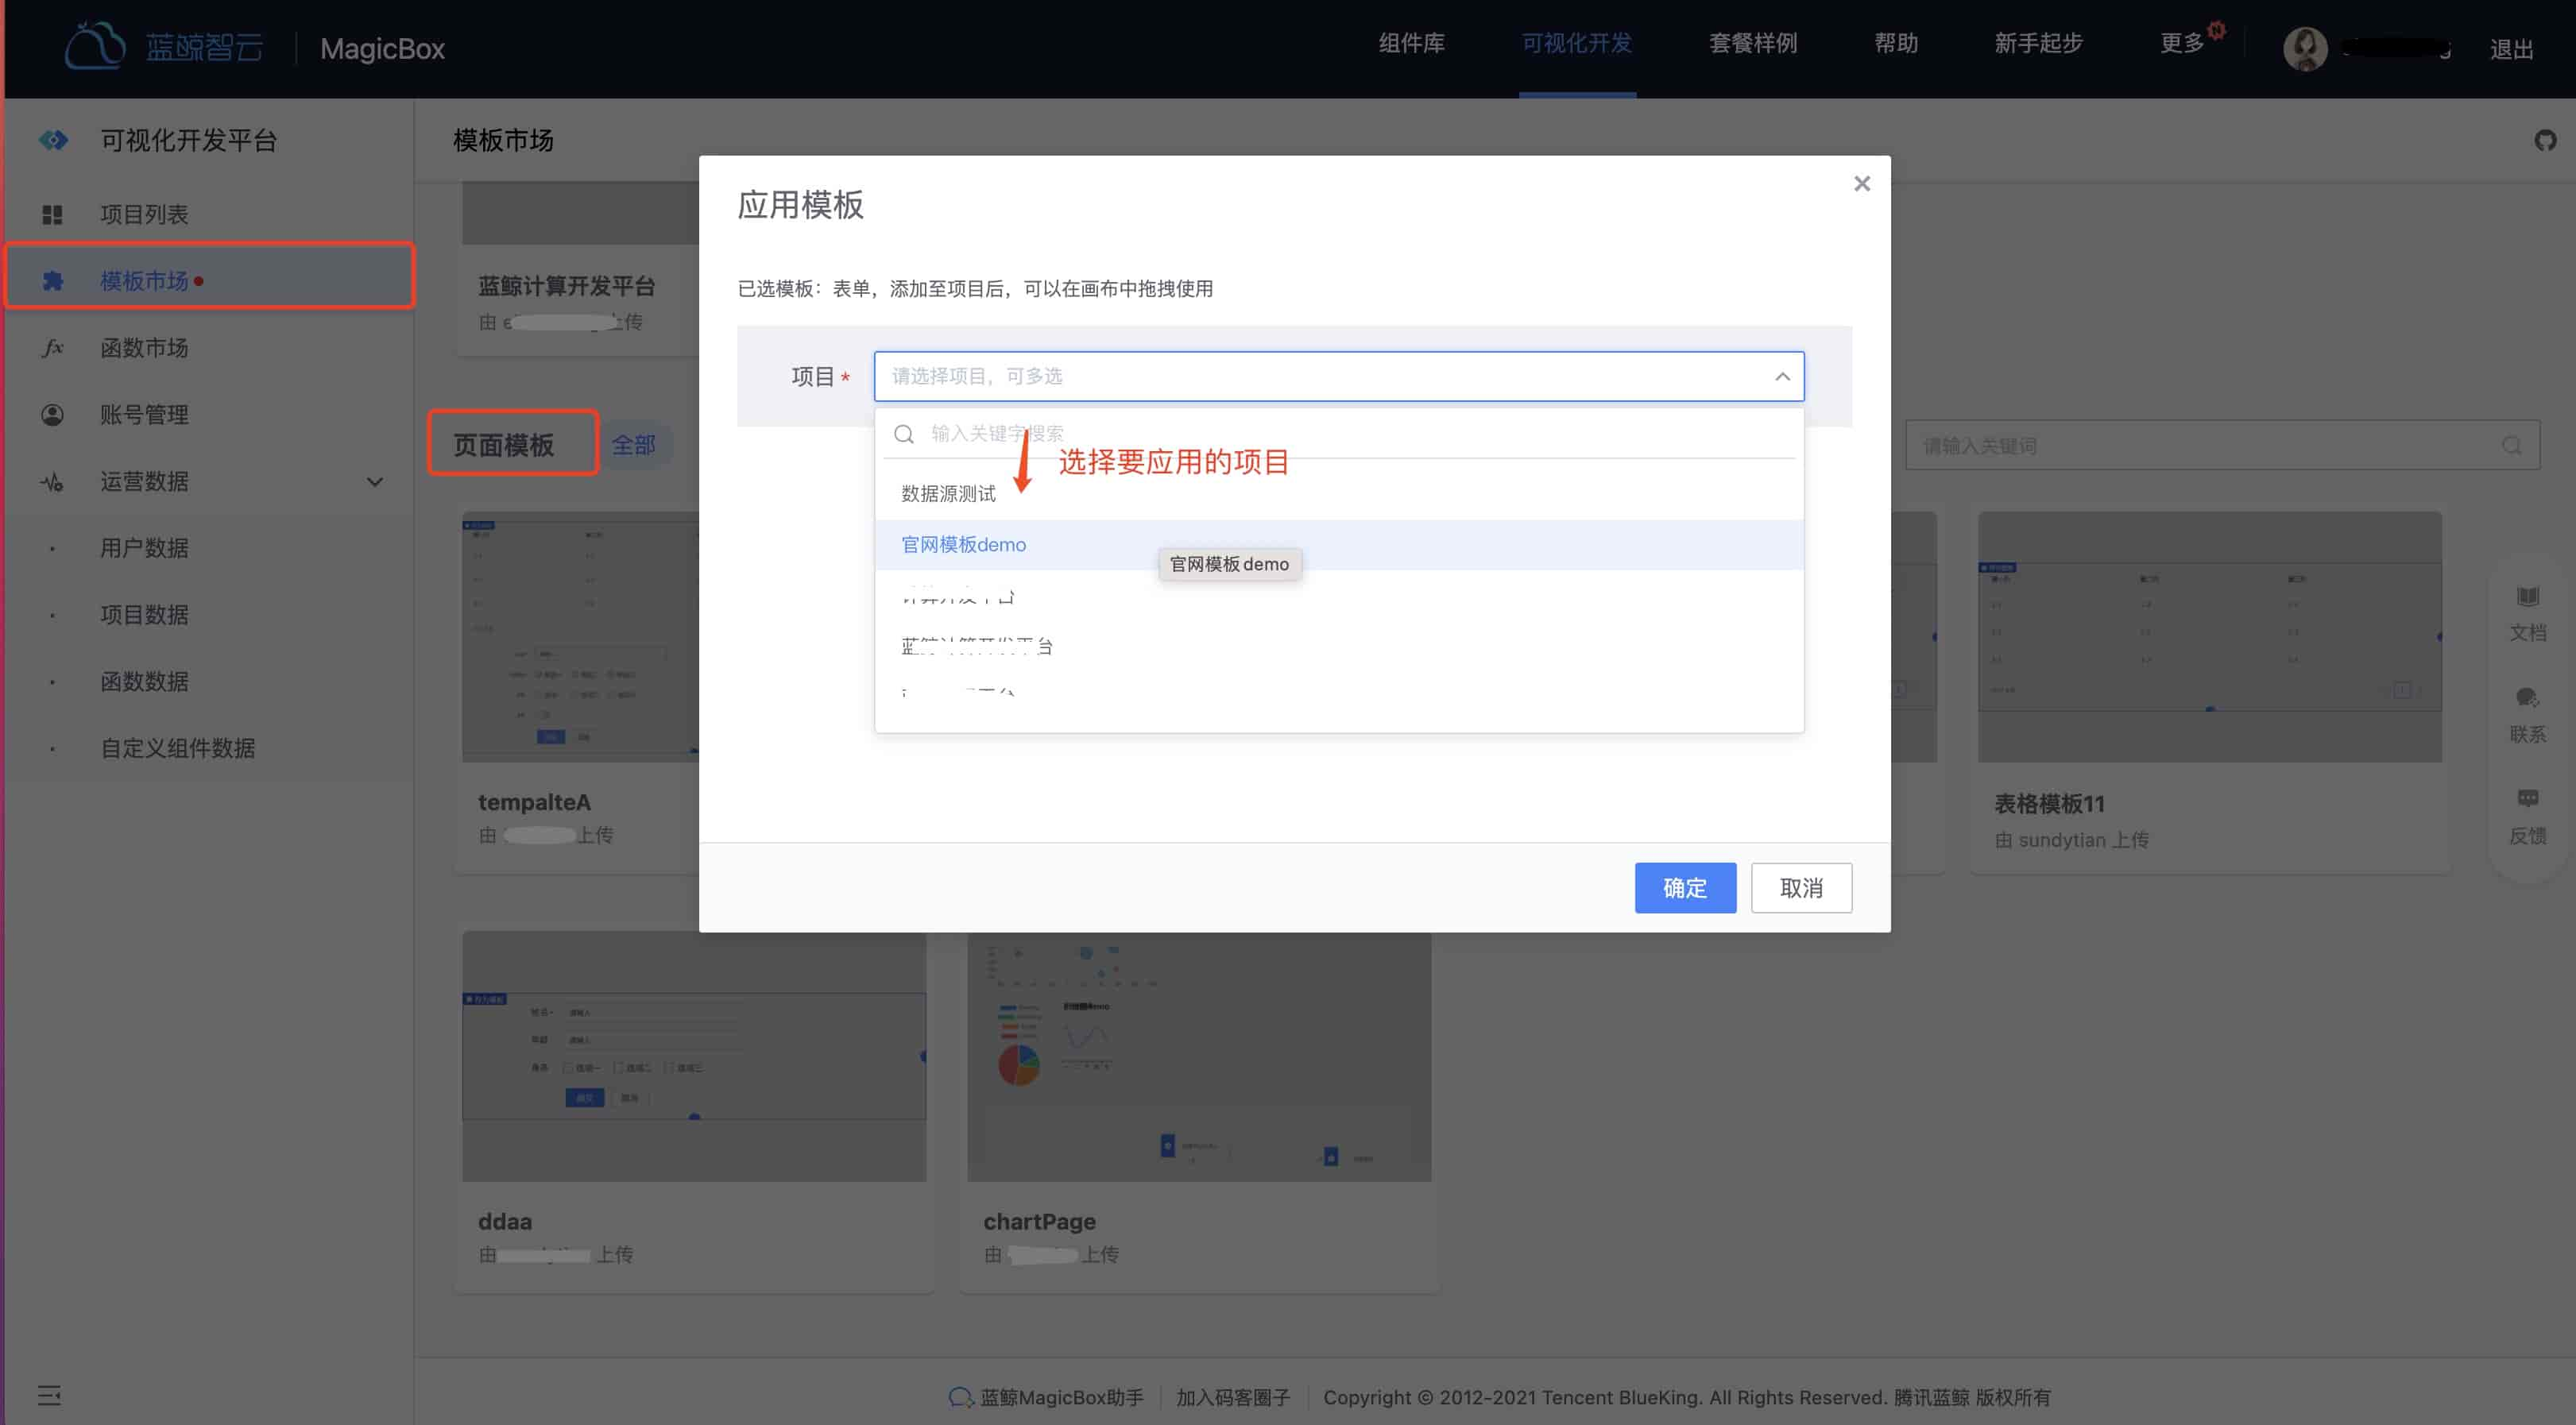 蓝鲸智云 MagicBox 组件库 可视化开发 套餐样例 帮助 新手起步 更多 退出
可视化开发平台
项目列表
模板市场
函数市场
账号管理
运营数据
用户数据
项目数据
函数数据
自定义组件数据
模板市场
蓝鲸计算开发平台
由 上传
页面模板 全部
请输入关键词
tempalteA
由 上传
表格模板11
由 sundytian 上传
ddaa
由 上传
chartPage
由 上传
应用模板
已选模板：表单，添加至项目后，可以在画布中拖拽使用
项目 *
请选择项目，可多选
输入关键字搜索
选择要应用的项目
数据源测试
官网模板demo
官网模板demo
确定 取消
文档
联系
反馈
蓝鲸MagicBox助手 加入码客圈子 Copyright © 2012-2021 Tencent BlueKing. All Rights Reserved. 腾讯蓝鲸 版权所有